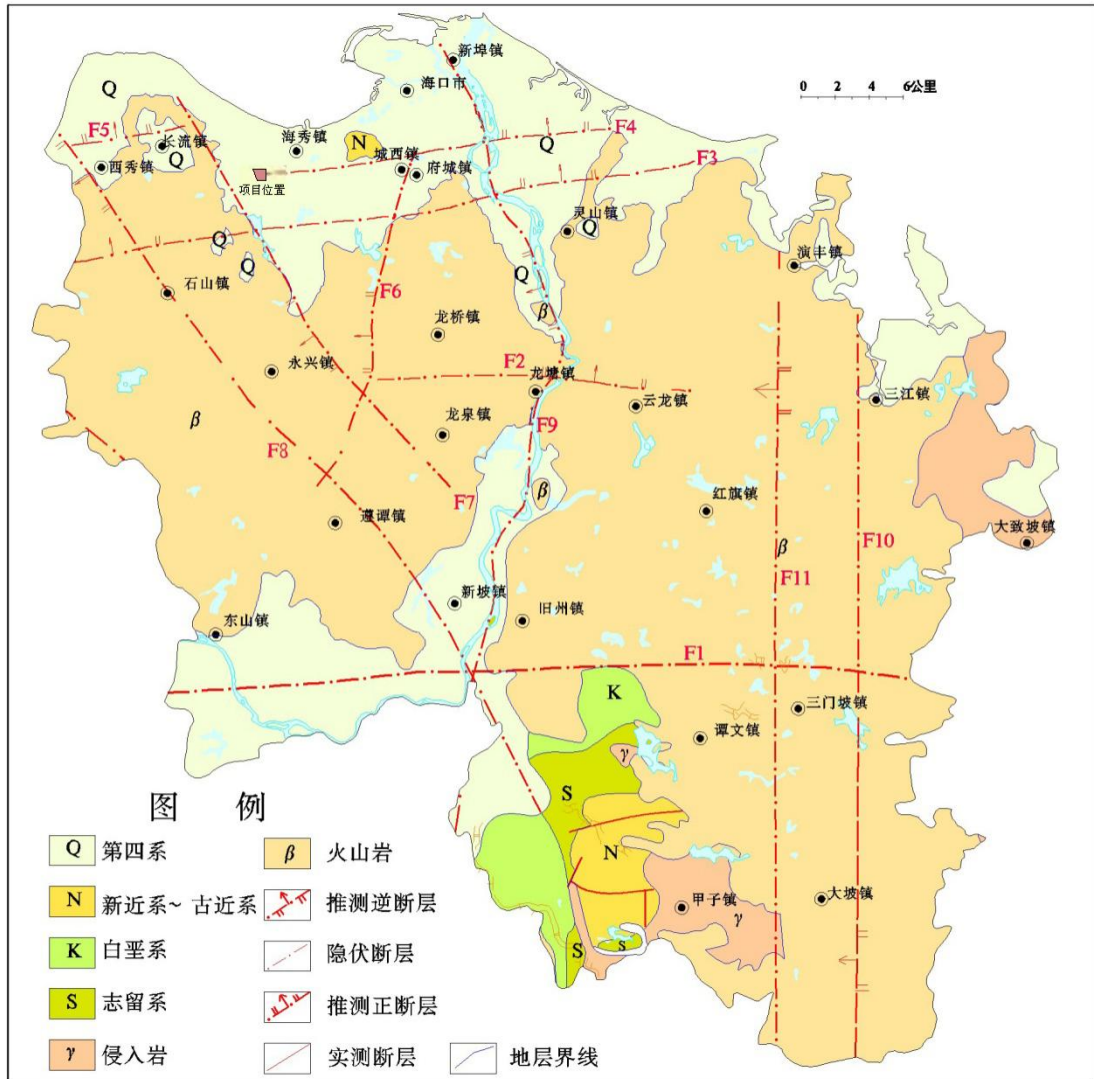 新埠镇
海口市
0 2 4 6公里
Q
F5
长流镇
Q
西秀镇
海秀镇
N
城西镇
府城镇
项目位置
Q
F4
F3
灵山镇
Q
演丰镇
Q
Q
Q
石山镇
F6
龙桥镇
β
永兴镇
F2
龙塘镇
云龙镇
三江镇
β
龙泉镇
F9
F8
F7
β
红旗镇
大致坡镇
遵谭镇
β
F10
F11
新坡镇
旧州镇
东山镇
F1
K
三门坡镇
谭文镇
γ
S
N
甲子镇
γ
大坡镇
S
S
图 例
Q 第四系
β 火山岩
N 新近系~古近系
推测逆断层
K 白垩系
隐伏断层
S 志留系
推测正断层
γ 侵入岩
实测断层
地层界线